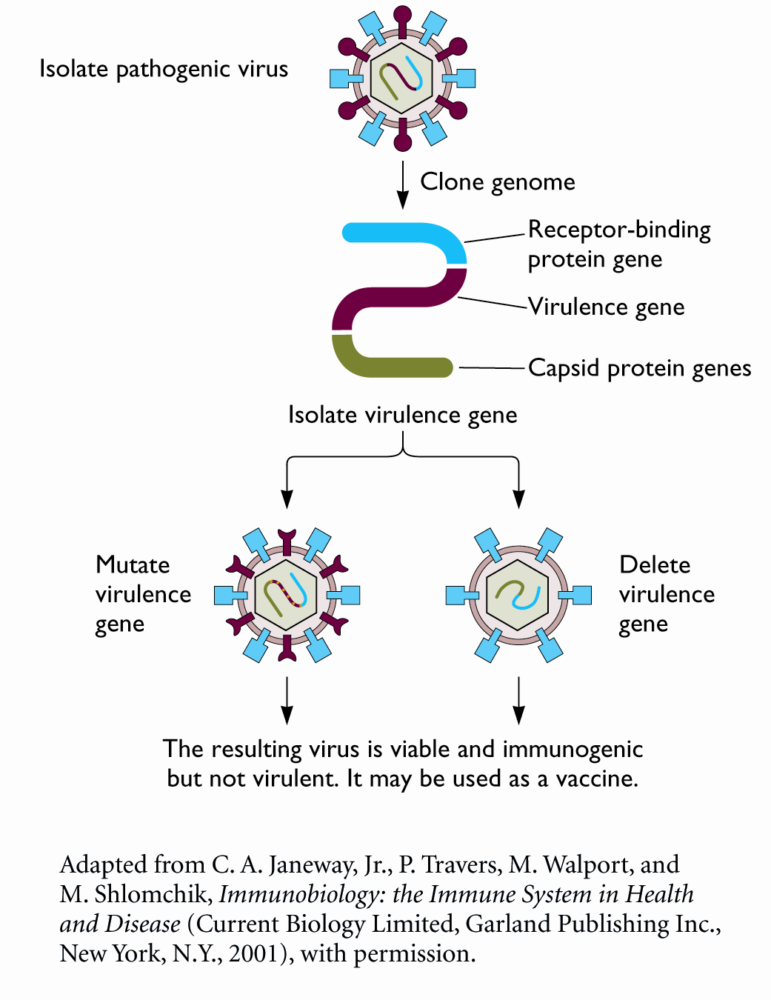 Isolate pathogenic virus
Clone genome
Receptor-binding
protein gene
Virulence gene
Capsid protein genes
Isolate virulence gene
Mutate
virulence
gene
Delete
virulence
gene
The resulting virus is viable and immunogenic
but not virulent. It may be used as a vaccine.
Adapted from C. A. Janeway, Jr., P. Travers, M. Walport, and
M. Shlomchik, Immunobiology: the Immune System in Health
and Disease (Current Biology Limited, Garland Publishing Inc.,
New York, N.Y., 2001), with permission.